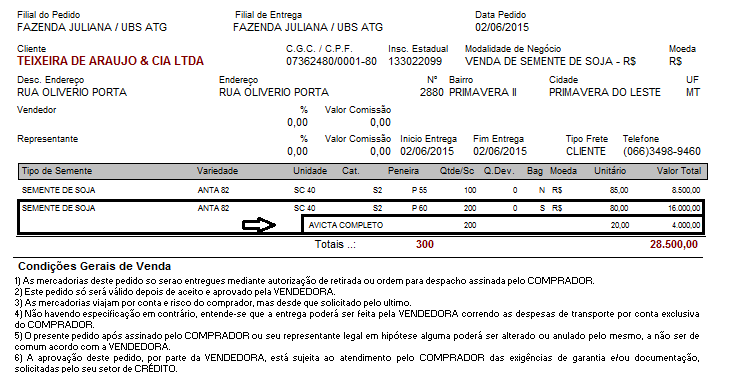 Filial do Pedido Filial de Entrega Data Pedido
FAZENDA JULIANA / UBS ATG FAZENDA JULIANA / UBS ATG 02/06/2015
Cliente C.G.C. / C.P.F. Insc. Estadual Modalidade de Negócio Moeda
TEIXEIRA DE ARAUJO & CIA LTDA 07362480/0001-80 133022099 VENDA DE SEMENTE DE SOJA - R$ R$
Desc. Endereço Endereço Nº Bairro Cidade UF
RUA OLIVERIO PORTA RUA OLIVERIO PORTA 2880 PRIMAVERA II PRIMAVERA DO LESTE MT
Vendedor % Valor Comissão
0,00 0,00
Representante % Valor Comissão Inicio Entrega Fim Entrega Tipo Frete Telefone
0,00 0,00 02/06/2015 02/06/2015 CLIENTE (066)3498-9460
Tipo de Semente Variedade Unidade Cat. Peneira Qtde/Sc Q.Dev. Bag Moeda Unitário Valor Total
SEMENTE DE SOJA ANTA 82 SC 40 S2 P 55 100 0 N R$ 85,00 8.500,00
SEMENTE DE SOJA ANTA 82 SC 40 S2 P 60 200 0 S R$ 80,00 16.000,00
AVICTA COMPLETO 200 20,00 4.000,00
Totais ..: 300 28.500,00
Condições Gerais de Venda
1) As mercadorias deste pedido so serao entregues mediante autorização de retirada ou ordem para despacho assinada pelo COMPRADOR.
2) Este pedido só será válido depois de aceito e aprovado pela VENDEDORA.
3) As mercadorias viajam por conta e risco do comprador, mas desde que solicitado pelo ultimo.
4) Não havendo especificação em contrário, entende-se que a entrega poderá ser feita pela VENDEDORA correndo as despesas de transporte por conta exclusiva
do COMPRADOR.
5) O presente pedido após assinado pelo COMPRADOR ou seu representante legal em hipótese alguma poderá ser alterado ou anulado pelo mesmo, a não ser de
comum acordo com a VENDEDORA.
6) A aprovação deste pedido, por parte da VENDEDORA, está sujeita ao atendimento pelo COMPRADOR das exigências de garantia e/ou documentação,
solicitadas pelo seu setor de CRÉDITO.